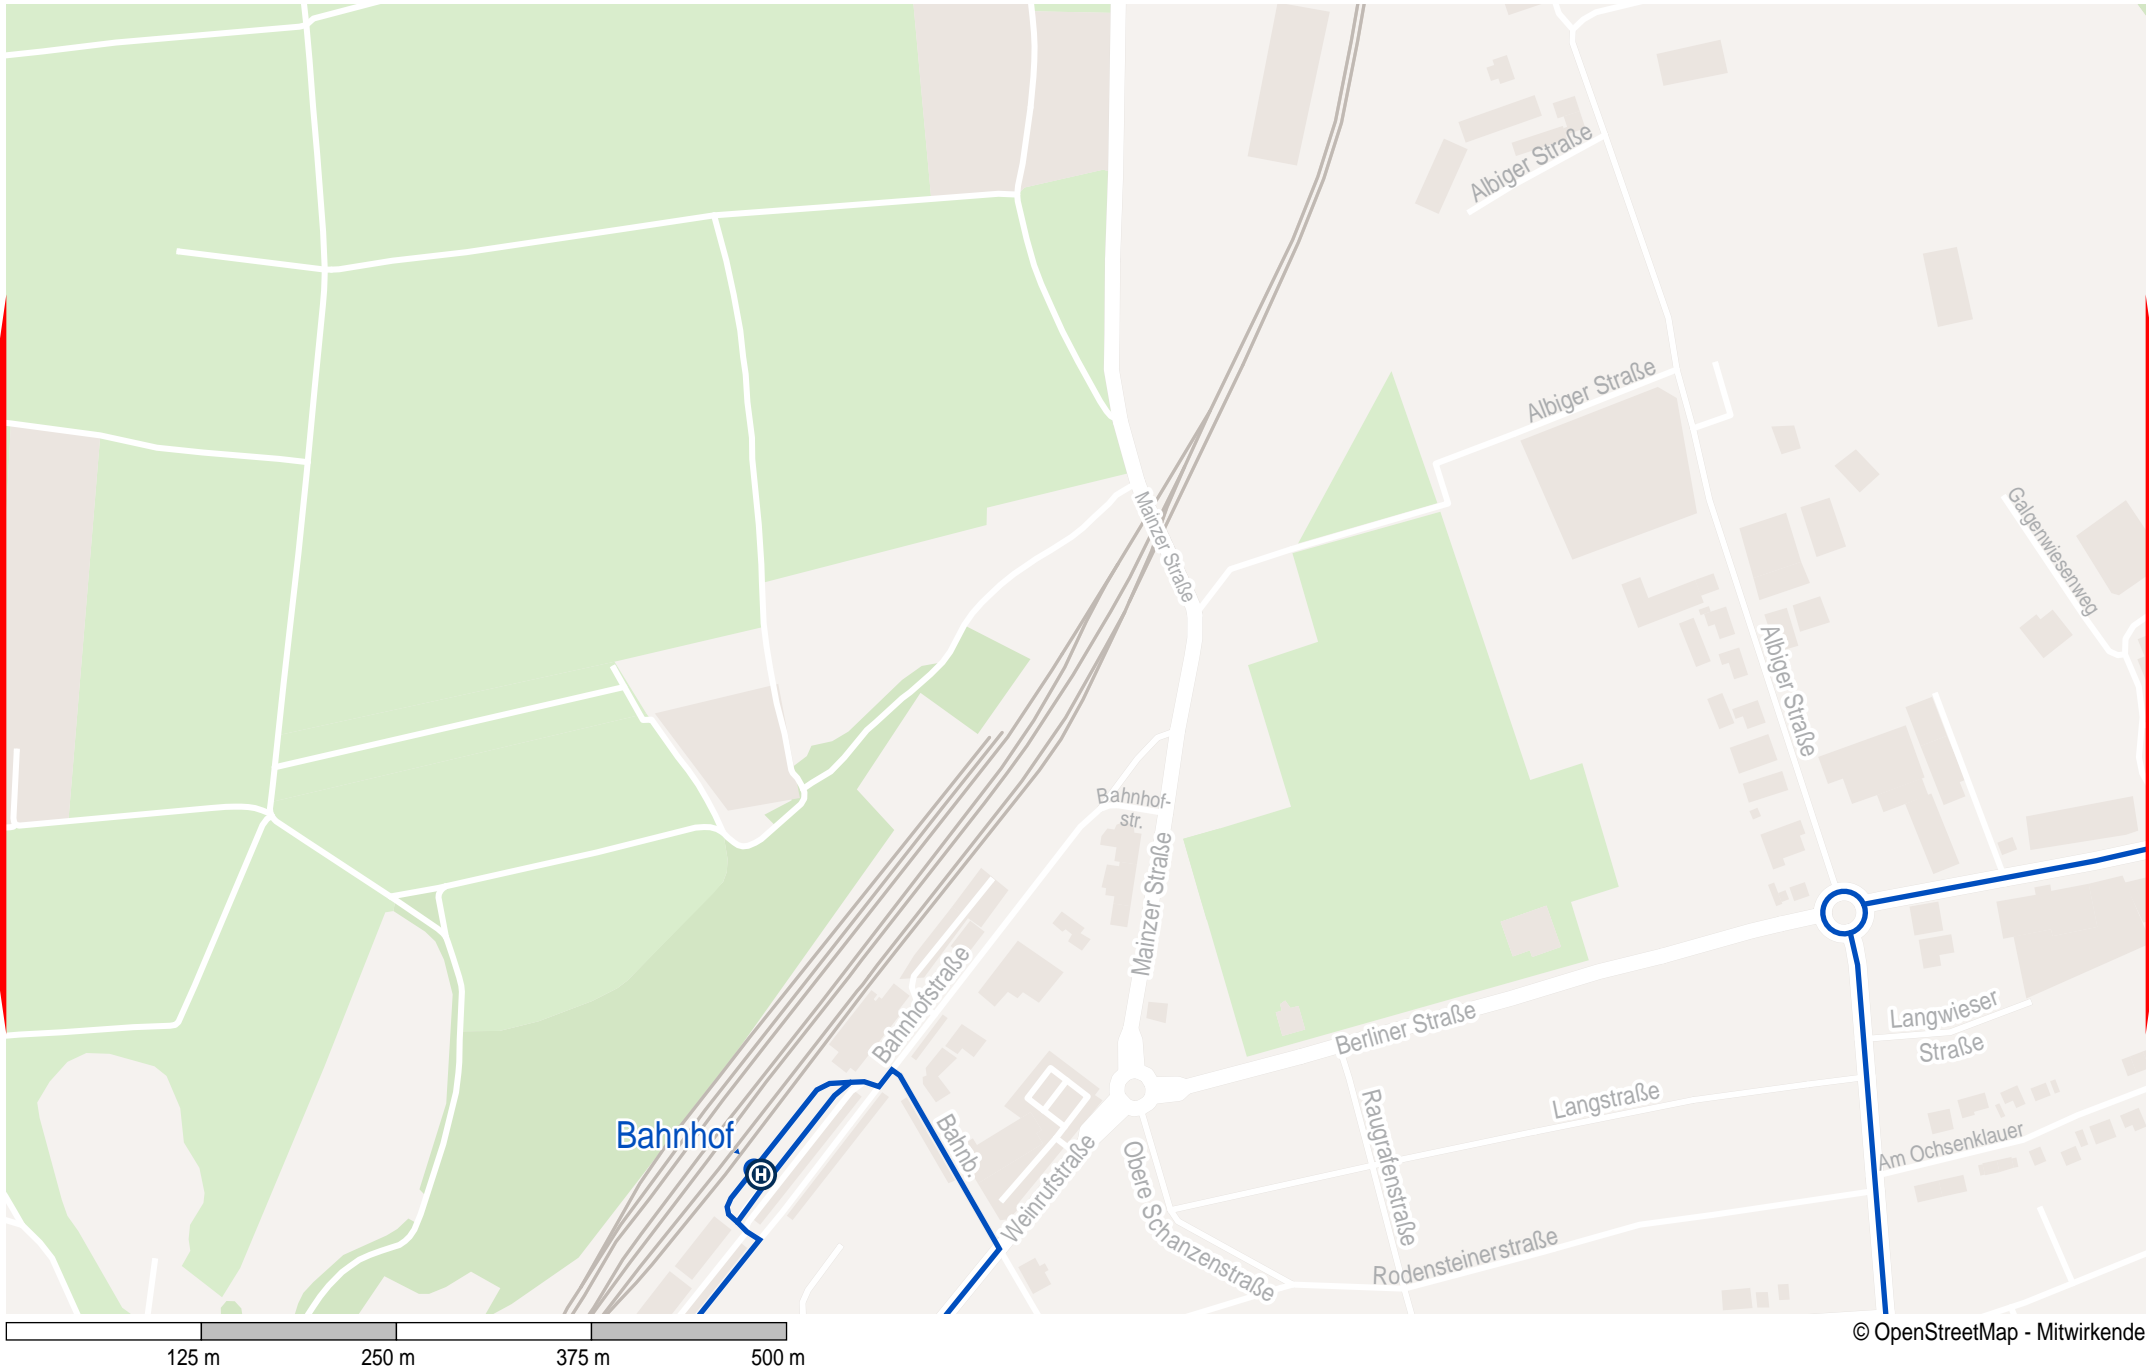 Albiger Straße
Albiger Straße
Mainzer Straße
Galgenwiesenweg
Albiger Straße
Bahnhof-
str.
Mainzer Straße
Bahnhofstraße
Berliner Straße
Langwieser
Straße
Langstraße
Raugrafenstraße
Am Ochsenklauer
Bahnhof
H
Bahnb.
Weinrufstraße
Obere Schanzenstraße
Rodensteinerstraße
125 m
250 m
375 m
500 m
© OpenStreetMap - Mitwirkende